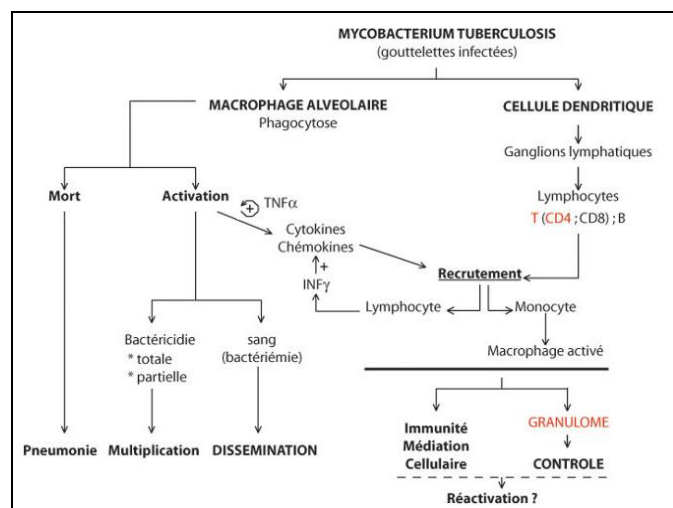 MYCOBACTERIUM TUBERCULOSIS
(gouttelettes infectées)
MACROPHAGE ALVEOLAIRE
Phagocytose
CELLULE DENDRITIQUE
Ganglions lymphatiques
Lymphocytes
T (CD4 ; CD8) ; B
Mort
Activation
+
TNFα
Cytokines
Chémokines
+
INFγ
Recrutement
Lymphocyte
Monocyte
Macrophage activé
Bactéricidie
* totale
* partielle
sang
(bactériémie)
Pneumonie
Multiplication
DISSEMINATION
Immunité
Médiation
Cellulaire
GRANULOME
CONTROLE
Réactivation ?